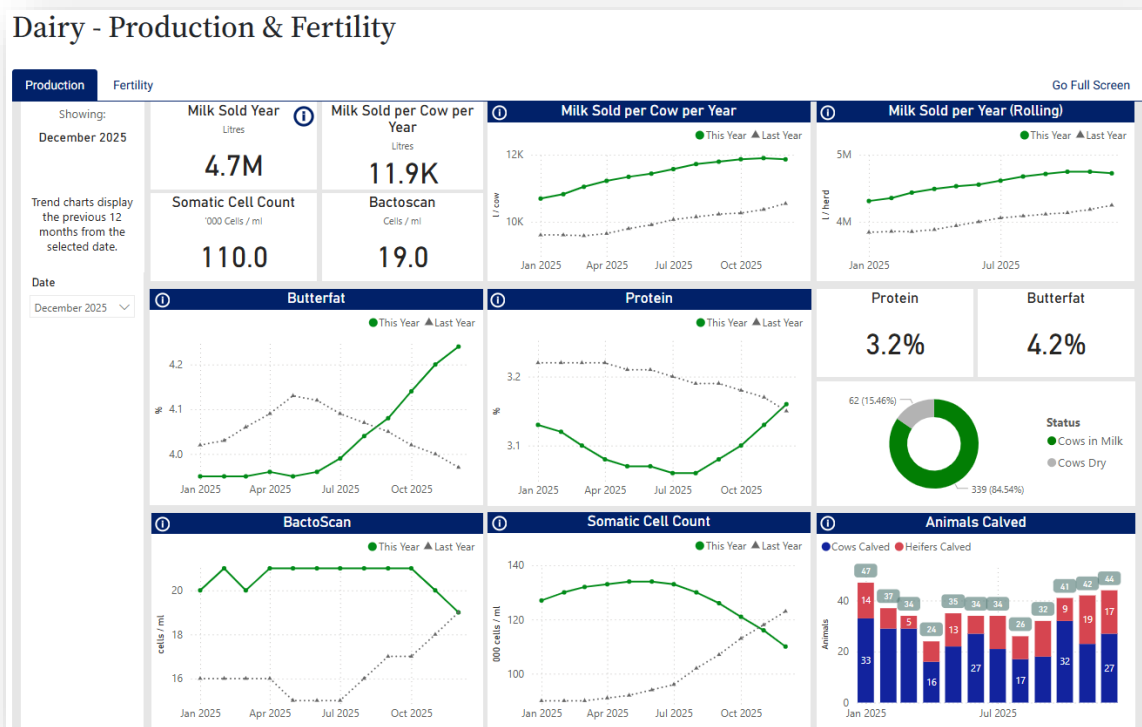 Dairy - Production & Fertility
Production
Fertility
Go Full Screen
Showing:
December 2025
Trend charts display
the previous 12
months from the
selected date.
Date
December 2025
Milk Sold Year
Litres
4.7M
Milk Sold per Cow per
Year
Litres
11.9K
Somatic Cell Count
'000 Cells / ml
110.0
Bactoscan
Cells / ml
19.0
Milk Sold per Cow per Year
This Year Last Year
12K
10K
l / cow
Jan 2025 Apr 2025 Jul 2025 Oct 2025
Milk Sold per Year (Rolling)
This Year Last Year
5M
4M
l / herd
Jan 2025 Jul 2025
Butterfat
This Year Last Year
4.2
4.1
4.0
%
Jan 2025 Apr 2025 Jul 2025 Oct 2025
Protein
This Year Last Year
3.2
3.1
%
Jan 2025 Apr 2025 Jul 2025 Oct 2025
Protein
3.2%
Butterfat
4.2%
62 (15.46%)
339 (84.54%)
Status
Cows in Milk
Cows Dry
BactoScan
This Year Last Year
20
18
16
cells / ml
Jan 2025 Apr 2025 Jul 2025 Oct 2025
Somatic Cell Count
This Year Last Year
140
120
100
000 cells / ml
Jan 2025 Apr 2025 Jul 2025 Oct 2025
Animals Calved
Cows Calved Heifers Calved
47 37 34 24 35 34 34 26 32 41 42 44
14 5 13 9 19 17
33 16 27 17 32 23 27
40
20
0
Animals
Jan 2025 Jul 2025